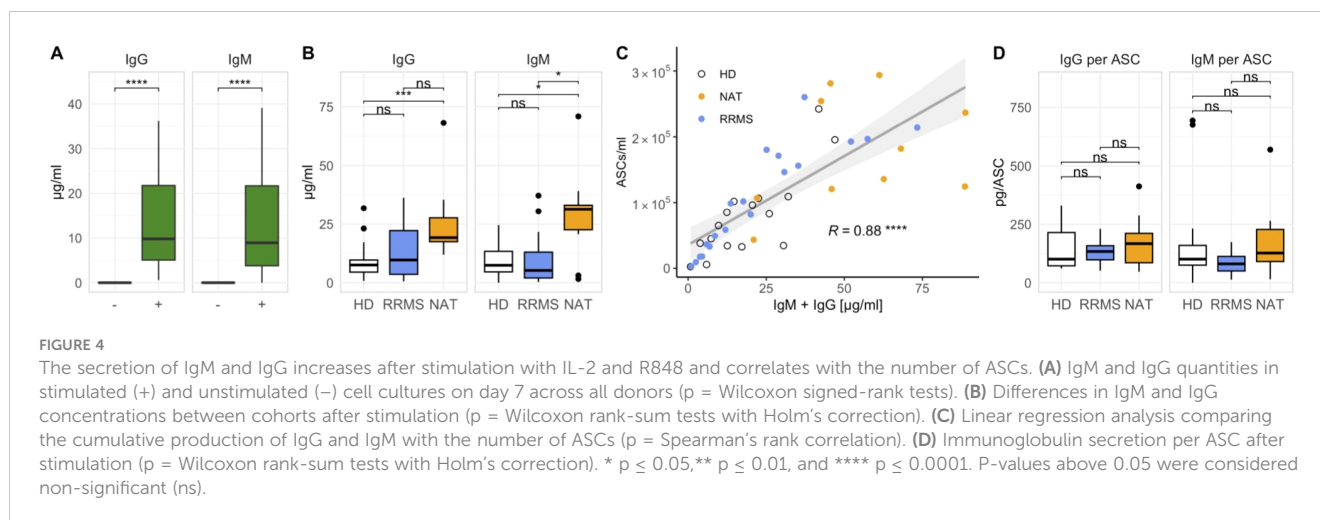 A
IgG
IgM
****
****
µg/ml
40
30
20
10
0
-
+
-
+
B
IgG
IgM
ns
***
ns
*
*
ns
µg/ml
75
50
25
0
HD
RRMS
NAT
HD
RRMS
NAT
C
HD
NAT
RRMS
ASCs/ml
3 × 10⁵
2 × 10⁵
1 × 10⁵
0
R = 0.88 ****
0
25
50
75
IgM + IgG [µg/ml]
D
IgG per ASC
IgM per ASC
ns
ns
ns
ns
ns
ns
pg/ASC
750
500
250
0
HD
RRMS
NAT
HD
RRMS
NAT
FIGURE 4
The secretion of IgM and IgG increases after stimulation with IL-2 and R848 and correlates with the number of ASCs. (A) IgM and IgG quantities in
stimulated (+) and unstimulated (−) cell cultures on day 7 across all donors (p = Wilcoxon signed-rank tests). (B) Differences in IgM and IgG
concentrations between cohorts after stimulation (p = Wilcoxon rank-sum tests with Holm’s correction). (C) Linear regression analysis comparing
the cumulative production of IgG and IgM with the number of ASCs (p = Spearman’s rank correlation). (D) Immunoglobulin secretion per ASC after
stimulation (p = Wilcoxon rank-sum tests with Holm’s correction). * p ≤ 0.05,** p ≤ 0.01, and **** p ≤ 0.0001. P-values above 0.05 were considered
non-significant (ns).